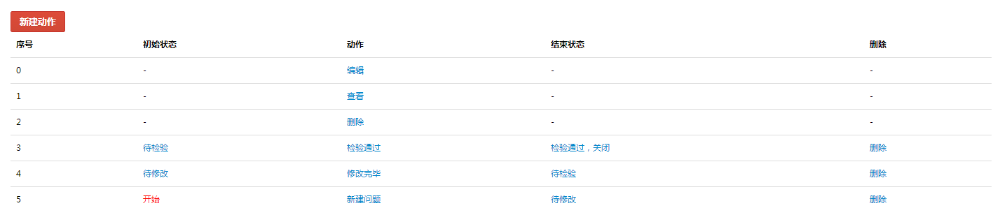 新建动作
序号 初始状态 动作 结束状态 删除
0 - 编辑 - -
1 - 查看 - -
2 - 删除 - -
3 待检验 检验通过 检验通过，关闭 删除
4 待修改 修改完毕 待检验 删除
5 开始 新建问题 待修改 删除